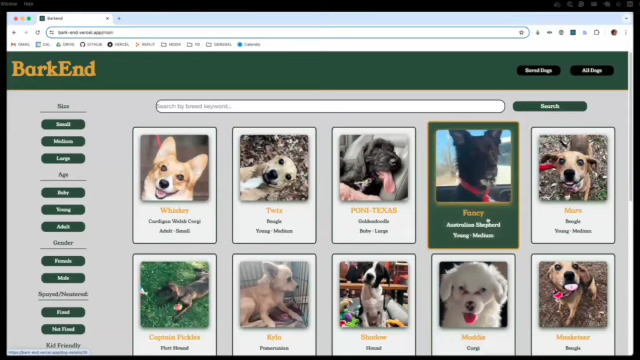 Window Help
Barkend
bark-end.vercel.app/main
GMAIL
CAL
DRIVE
GITHUB
VERCEL
REPLIT
MODA
GENERAL
Calendly
BarkEnd
Saved Dogs
All Dogs
Search by breed keyword...
Search
Size
Small
Medium
Large
Age
Baby
Young
Adult
Gender
Female
Male
Spayed/Neutered:
Fixed
Not Fixed
Kid Friendly
Whiskey
Cardigan Welsh Corgi
Adult - Small
Twix
Beagle
Young - Medium
PONI-TEXAS
Goldendoodle
Baby - Large
Fancy
Australian Shepherd
Young - Medium
Mars
Beagle
Young - Medium
Captain Pickles
Plott Hound
Kyla
Pomeranian
Shadow
Hound
Corgi
Musketeer
Beagle